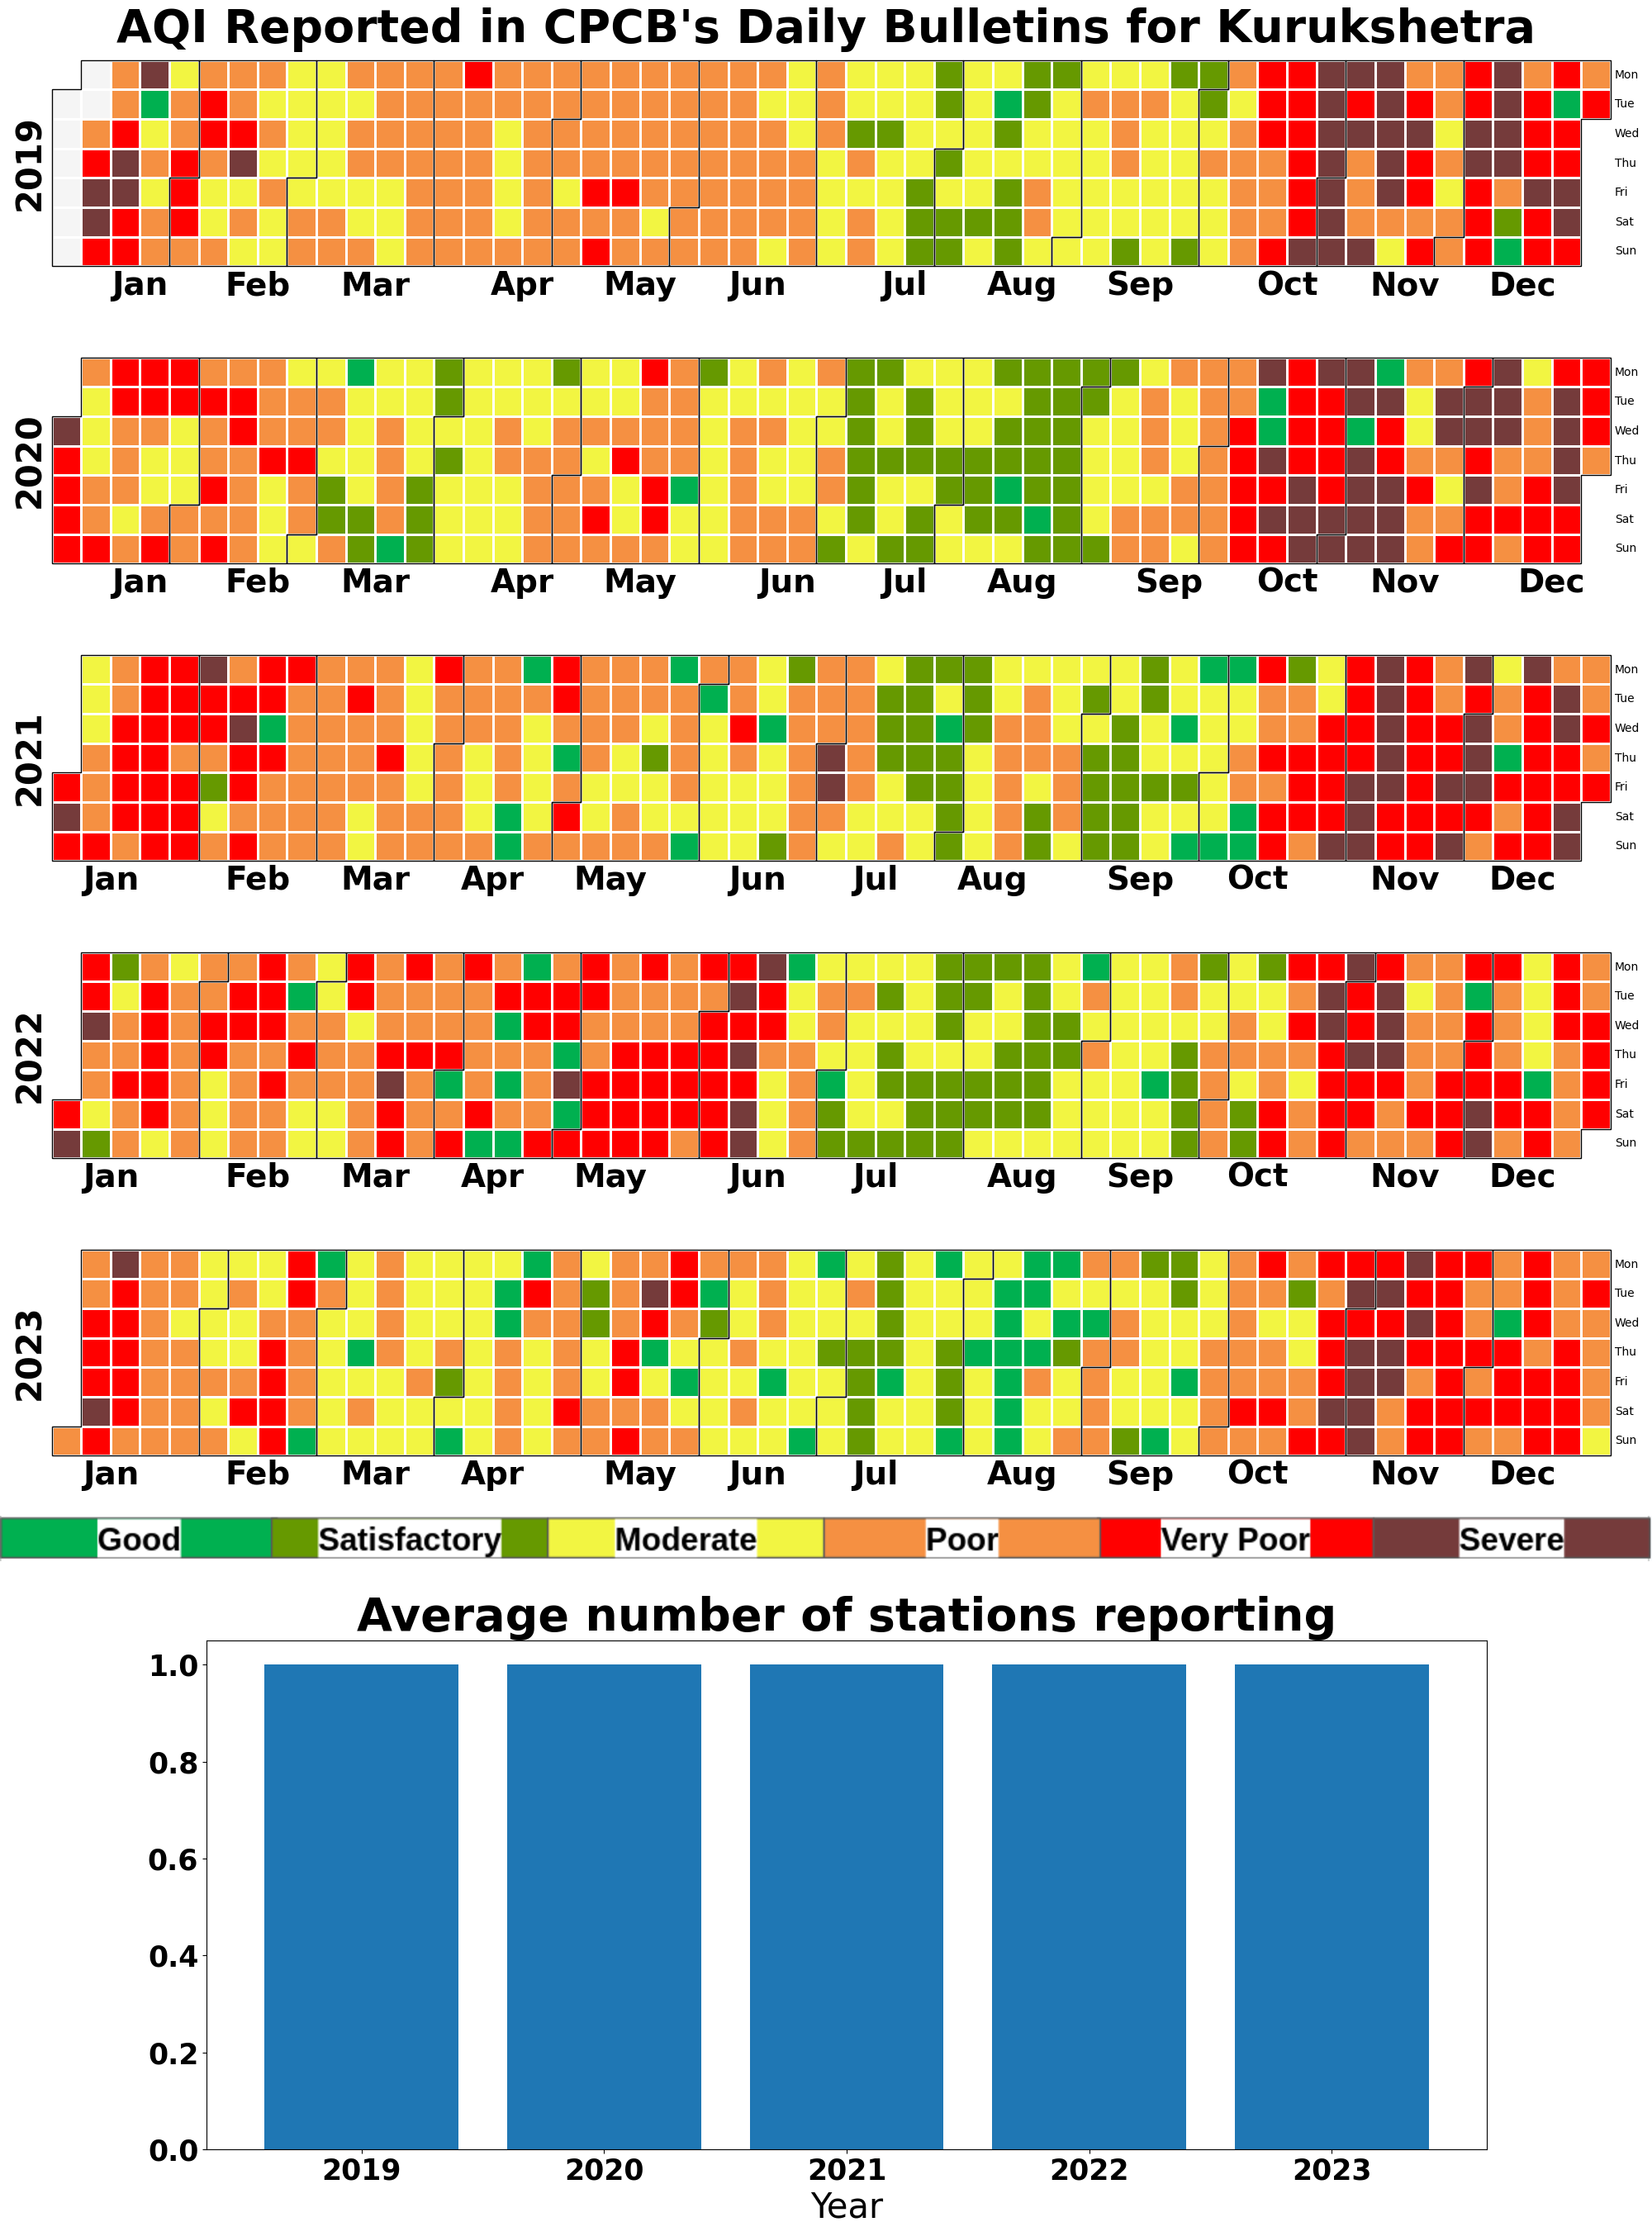 AQI Reported in CPCB's Daily Bulletins for Kurukshetra
2019
Mon
Tue
Wed
Thu
Fri
Sat
Sun
Jan Feb Mar Apr May Jun Jul Aug Sep Oct Nov Dec
2020
Mon
Tue
Wed
Thu
Fri
Sat
Sun
Jan Feb Mar Apr May Jun Jul Aug Sep Oct Nov Dec
2021
Mon
Tue
Wed
Thu
Fri
Sat
Sun
Jan Feb Mar Apr May Jun Jul Aug Sep Oct Nov Dec
2022
Mon
Tue
Wed
Thu
Fri
Sat
Sun
Jan Feb Mar Apr May Jun Jul Aug Sep Oct Nov Dec
2023
Mon
Tue
Wed
Thu
Fri
Sat
Sun
Jan Feb Mar Apr May Jun Jul Aug Sep Oct Nov Dec
Good Satisfactory Moderate Poor Very Poor Severe
Average number of stations reporting
1.0
0.8
0.6
0.4
0.2
0.0
2019 2020 2021 2022 2023
Year